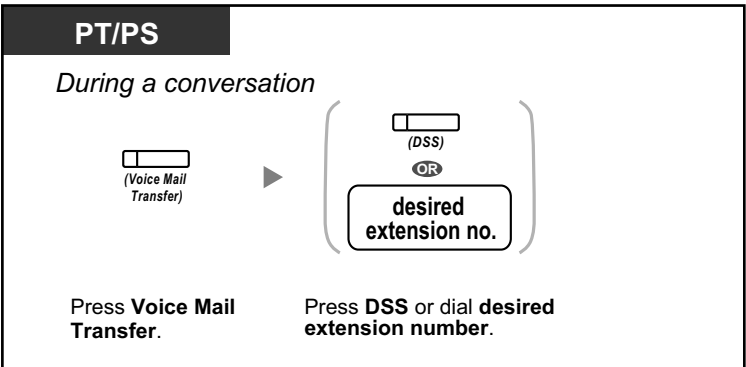 PT/PS
During a conversation
(Voice Mail
Transfer)
(DSS)
OR
desired
extension no.
Press Voice Mail
Transfer.
Press DSS or dial desired
extension number.